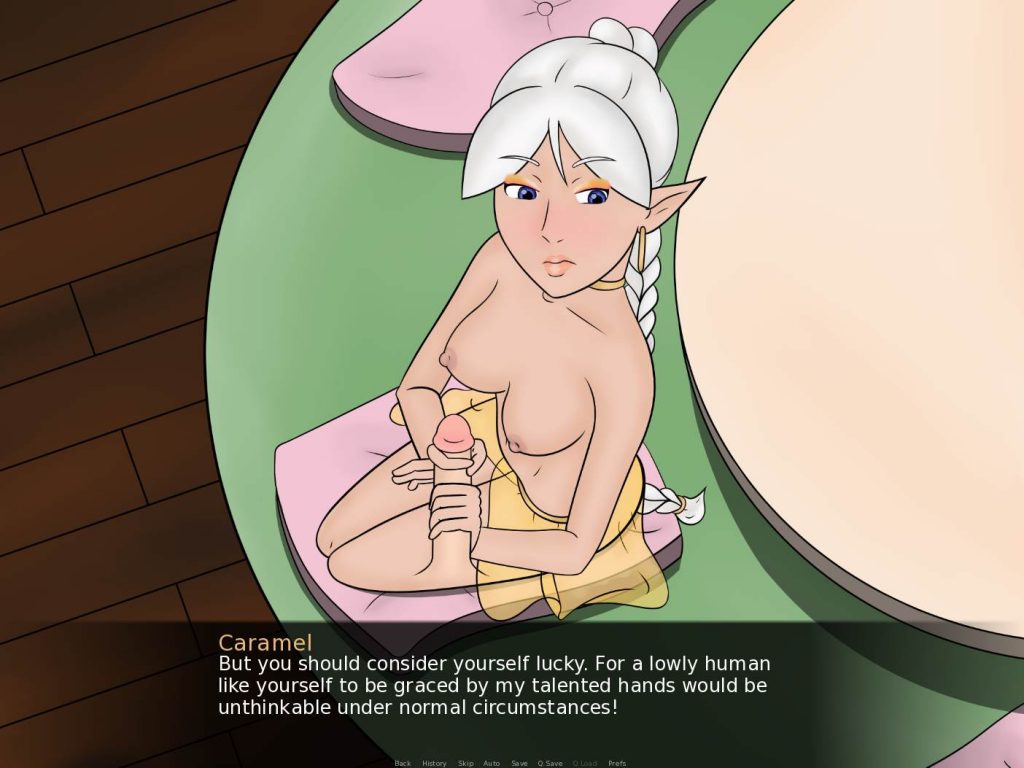 Caramel
But you should consider yourself lucky. For a lowly human
like yourself to be graced by my talented hands would be
unthinkable under normal circumstances!
Back History Skip Auto Save Q.Save Q.Load Prefs